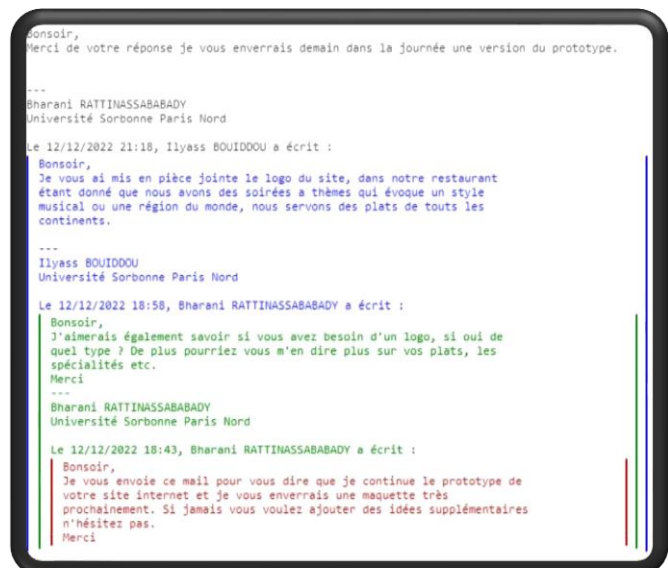 Bonsoir,
Merci de votre réponse je vous enverrais demain dans la journée une version du prototype.
---
Bharani RATTINASSABABADY
Université Sorbonne Paris Nord
Le 12/12/2022 21:18, Ilyass BOUIDDOU a écrit :
Bonsoir,
Je vous ai mis en pièce jointe le logo du site, dans notre restaurant
étant donné que nous avons des soirées a thèmes qui évoque un style
musical ou une région du monde, nous servons des plats de touts les
continents.
---
Ilyass BOUIDDOU
Université Sorbonne Paris Nord
Le 12/12/2022 18:58, Bharani RATTINASSABABADY a écrit :
Bonsoir,
J'aimerais également savoir si vous avez besoin d'un logo, si oui de
quel type ? De plus pourriez vous m'en dire plus sur vos plats, les
spécialités etc.
Merci
---
Bharani RATTINASSABABADY
Université Sorbonne Paris Nord
Le 12/12/2022 18:43, Bharani RATTINASSABABADY a écrit :
Bonsoir,
Je vous envoie ce mail pour vous dire que je continue le prototype de
votre site internet et je vous enverrais une maquette très
prochainement. Si jamais vous voulez ajouter des idées supplémentaires
n'hésitez pas.
Merci